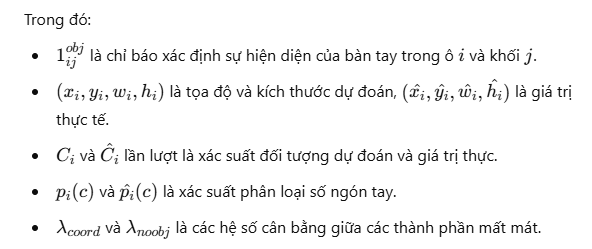 Trong đó:
• $1_{ij}^{obj}$ là chỉ báo xác định sự hiện diện của bàn tay trong ô $i$ và khối $j$.
• $(x_i, y_i, w_i, h_i)$ là tọa độ và kích thước dự đoán, $(\hat{x}_i, \hat{y}_i, \hat{w}_i, \hat{h}_i)$ là giá trị
thực tế.
• $C_i$ và $\hat{C}_i$ lần lượt là xác suất đối tượng dự đoán và giá trị thực.
• $p_i(c)$ và $\hat{p}_i(c)$ là xác suất phân loại số ngón tay.
• $\lambda_{coord}$ và $\lambda_{noobj}$ là các hệ số cân bằng giữa các thành phần mất mát.